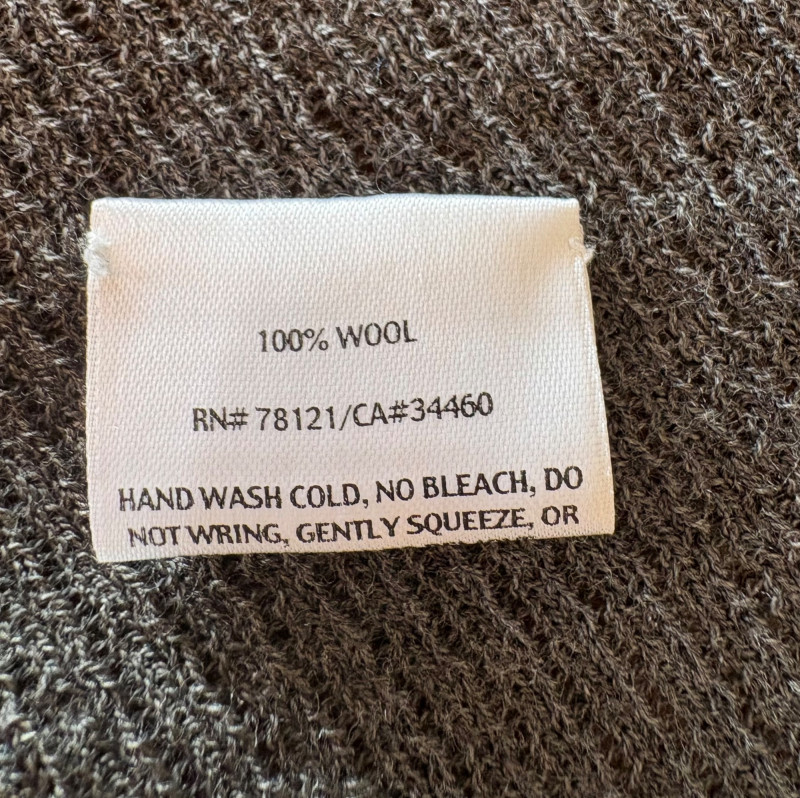 100% WOOL
RN# 78121/CA#34460
HAND WASH COLD, NO BLEACH, DO
NOT WRING, GENTLY SQUEEZE, OR